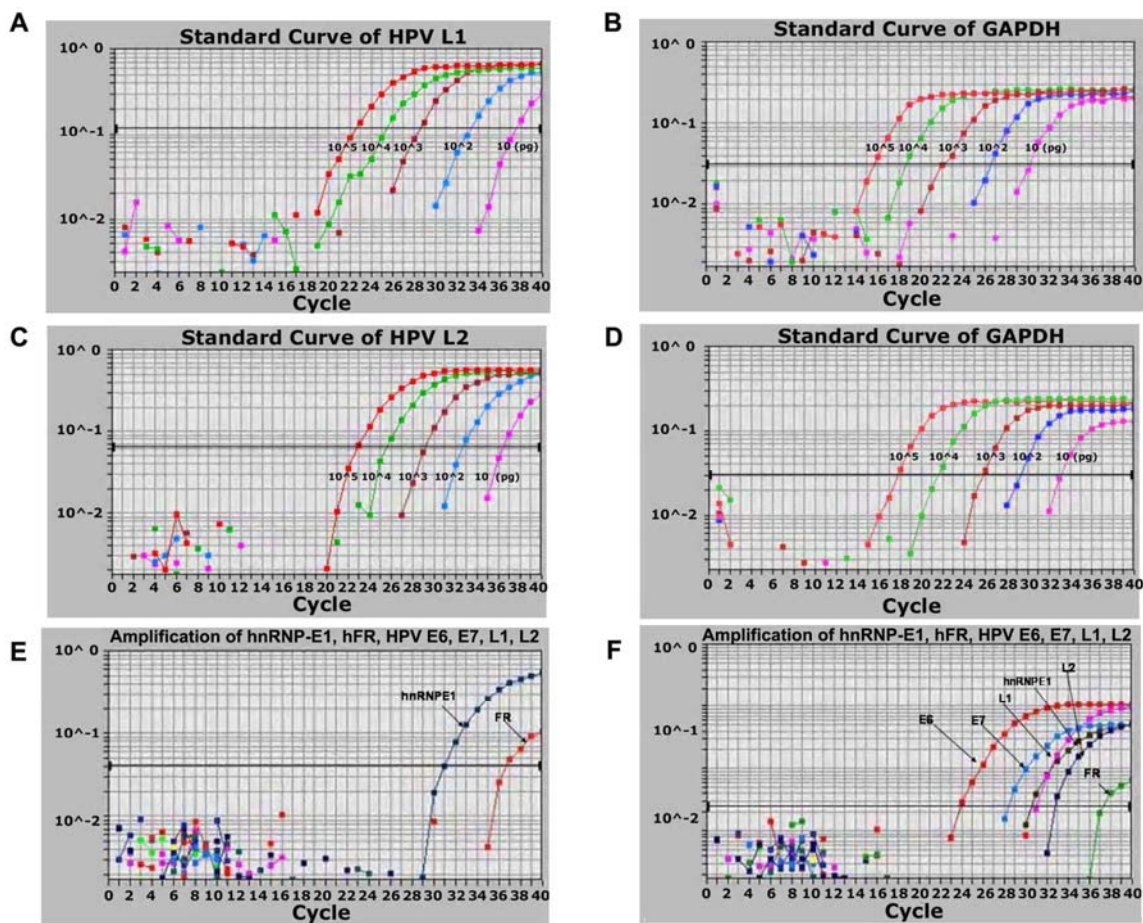 A
Standard Curve of HPV L1
10^ 0
10^-1
10^-2
10^5 10^4 10^3 10^2 10 (pg)
0 2 4 6 8 10 12 14 16 18 20 22 24 26 28 30 32 34 36 38 40
Cycle
B
Standard Curve of GAPDH
10^ 0
10^-1
10^-2
10^5 10^4 10^3 10^2 10 (pg)
0 2 4 6 8 10 12 14 16 18 20 22 24 26 28 30 32 34 36 38 40
Cycle
C
Standard Curve of HPV L2
10^ 0
10^-1
10^-2
10^5 10^4 10^3 10^2 10 (pg)
0 2 4 6 8 10 12 14 16 18 20 22 24 26 28 30 32 34 36 38 40
Cycle
D
Standard Curve of GAPDH
10^ 0
10^-1
10^-2
10^5 10^4 10^3 10^2 10 (pg)
0 2 4 6 8 10 12 14 16 18 20 22 24 26 28 30 32 34 36 38 40
Cycle
E
Amplification of hnRNP-E1, hFR, HPV E6, E7, L1, L2
10^ 0
10^-1
10^-2
hnRNPE1
FR
0 2 4 6 8 10 12 14 16 18 20 22 24 26 28 30 32 34 36 38 40
Cycle
F
Amplification of hnRNP-E1, hFR, HPV E6, E7, L1, L2
10^ 0
10^-1
10^-2
L2
hnRNPE1
L1
E6 E7
FR
0 2 4 6 8 10 12 14 16 18 20 22 24 26 28 30 32 34 36 38 40
Cycle